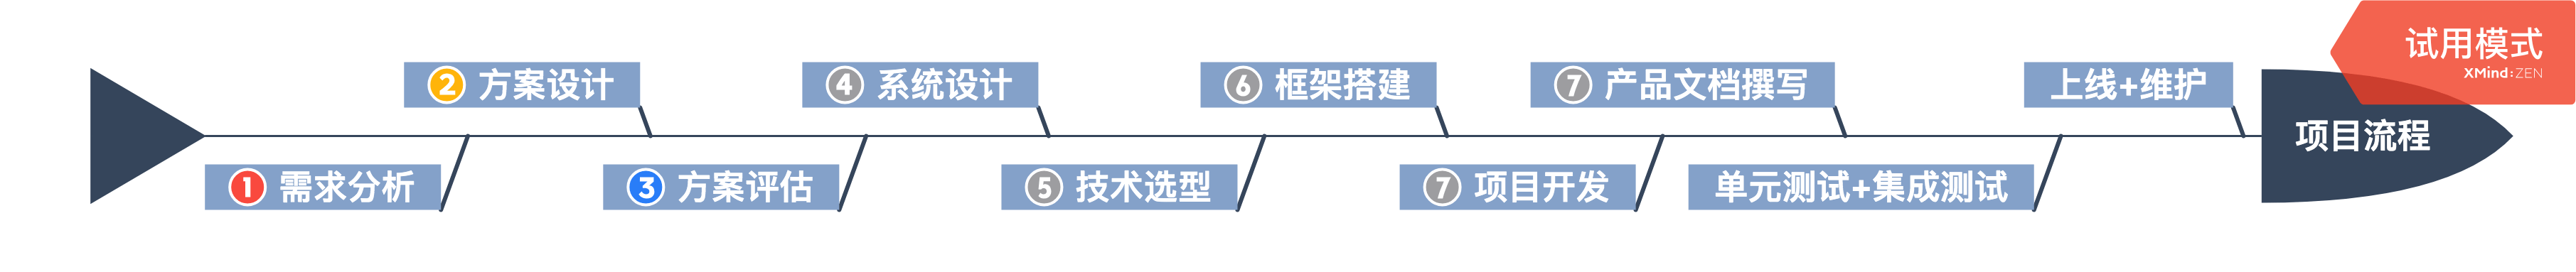 ① 需求分析
② 方案设计
③ 方案评估
④ 系统设计
⑤ 技术选型
⑥ 框架搭建
⑦ 项目开发
⑦ 产品文档撰写
单元测试+集成测试
上线+维护
项目流程
试用模式
XMind:ZEN